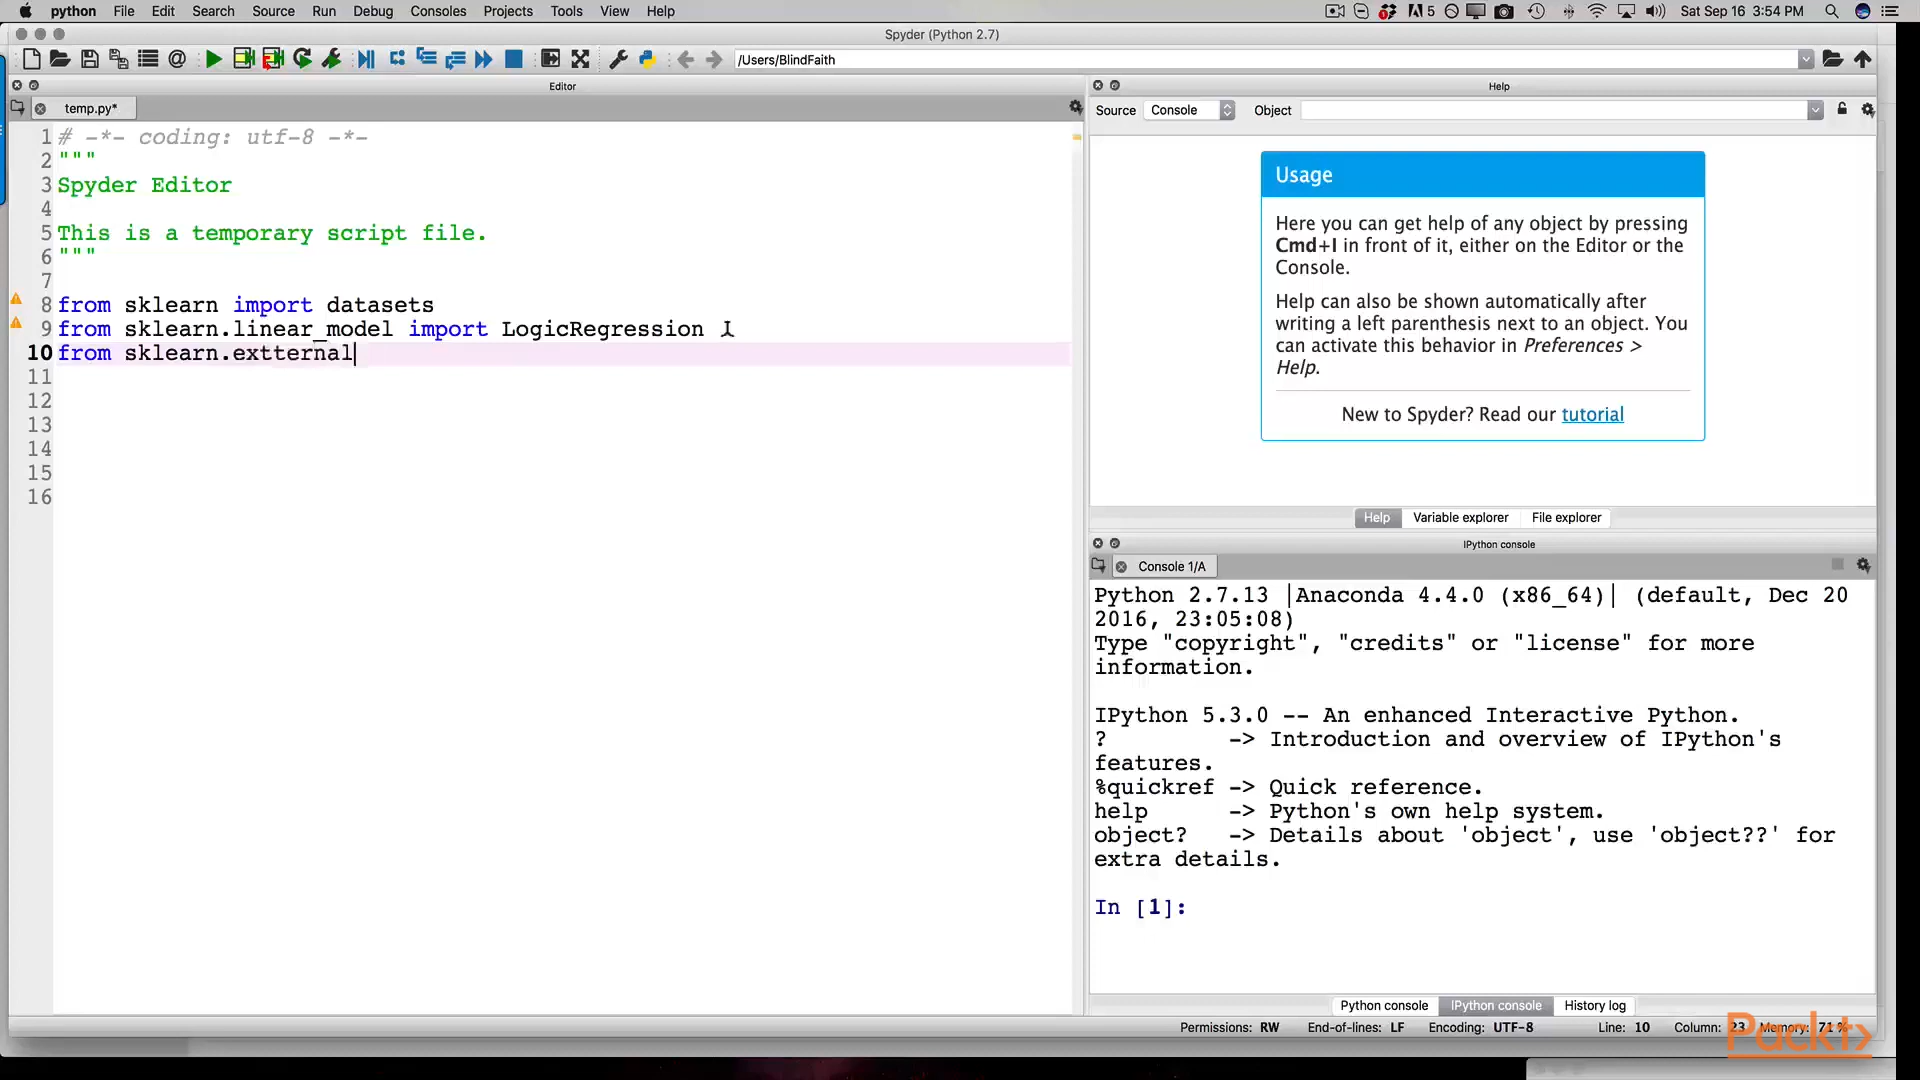 python File Edit Search Source Run Debug Consoles Projects Tools View Help
5
Sat Sep 16 3:54 PM
Spyder (Python 2.7)
/Users/BlindFaith
Editor
temp.py*
1 # -*- coding: utf-8 -*-
2 """
3 Spyder Editor
4
5 This is a temporary script file.
6 """
7
8 from sklearn import datasets
9 from sklearn.linear_model import LogicRegression
10 from sklearn.extternal
11
12
13
14
15
16
Help
Source Console Object
Usage
Here you can get help of any object by pressing
Cmd+I in front of it, either on the Editor or the
Console.
Help can also be shown automatically after
writing a left parenthesis next to an object. You
can activate this behavior in Preferences >
Help.
New to Spyder? Read our tutorial
Help Variable explorer File explorer
IPython console
Console 1/A
Python 2.7.13 |Anaconda 4.4.0 (x86_64)| (default, Dec 20
2016, 23:05:08)
Type "copyright", "credits" or "license" for more
information.
IPython 5.3.0 -- An enhanced Interactive Python.
? -> Introduction and overview of IPython's
features.
%quickref -> Quick reference.
help -> Python's own help system.
object? -> Details about 'object', use 'object??' for
extra details.
In [1]:
Python console IPython console History log
Permissions: RW End-of-lines: LF Encoding: UTF-8 Line: 10 Column: 23 Memory: 71 %
Packt>